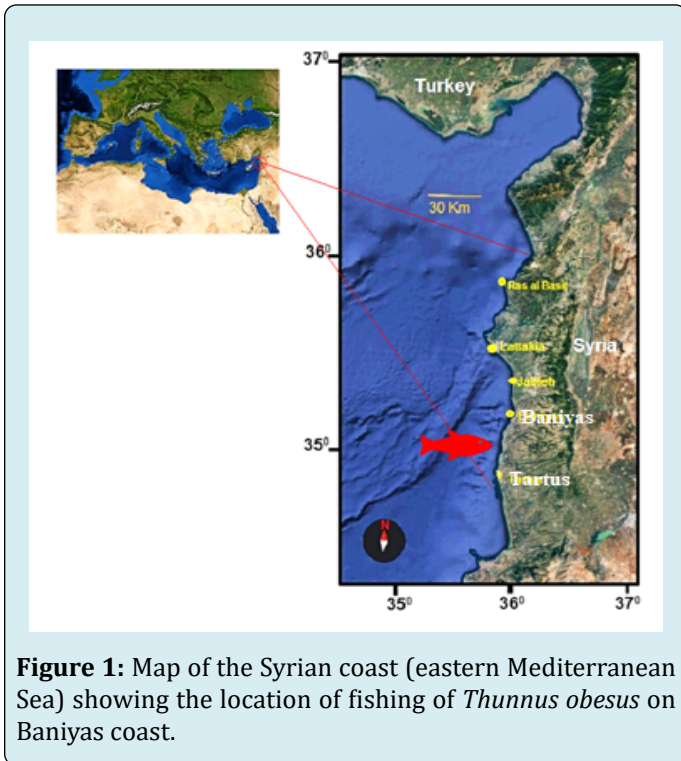 37⁰
Turkey
30 Km
36⁰
Ras al Basit
Lattakia
Syria
Jableh
Baniyas
35⁰
Tartus
N
35⁰
36⁰
37⁰
Figure 1: Map of the Syrian coast (eastern Mediterranean
Sea) showing the location of fishing of Thunnus obesus on
Baniyas coast.